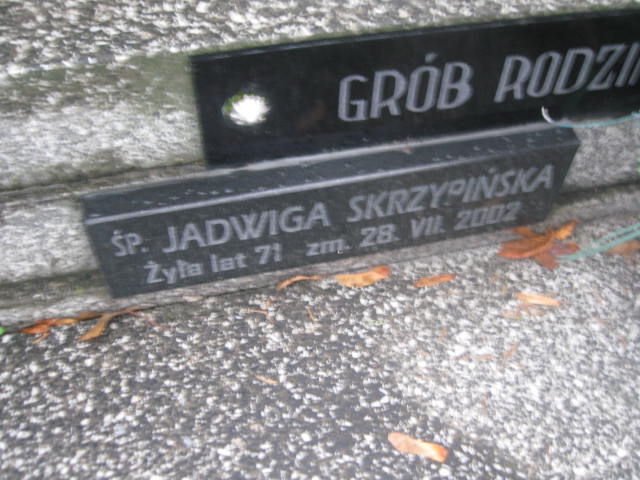 GRÓB RODZI
ŚP. JADWIGA SKRZYPIŃSKA
Żyła lat 71 zm. 28. VII. 2002